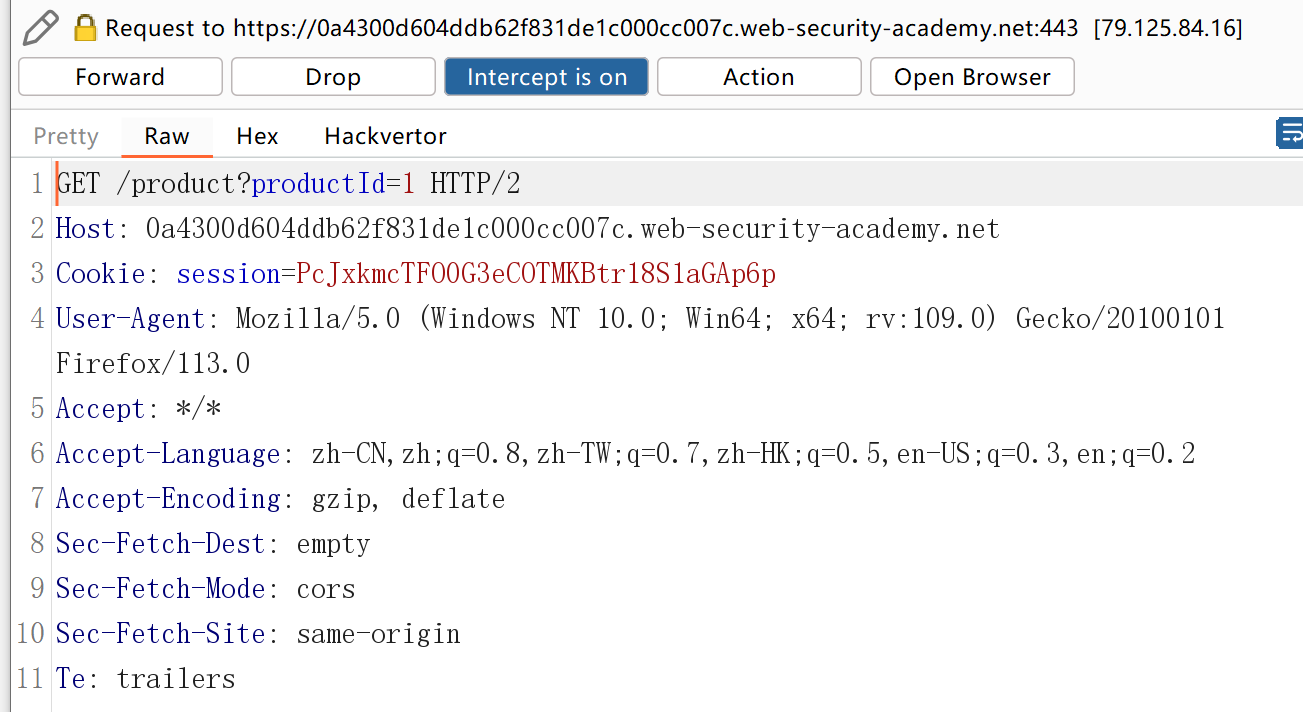 Request to https://0a4300d604ddb62f831de1c000cc007c.web-security-academy.net:443 [79.125.84.16]
Forward Drop Intercept is on Action Open Browser
Pretty Raw Hex Hackvertor
1 GET /product?productId=1 HTTP/2
2 Host: 0a4300d604ddb62f831de1c000cc007c.web-security-academy.net
3 Cookie: session=PcJxkmcTFO0G3eCOTMKBtr18S1aGAp6p
4 User-Agent: Mozilla/5.0 (Windows NT 10.0; Win64; x64; rv:109.0) Gecko/20100101
Firefox/113.0
5 Accept: */*
6 Accept-Language: zh-CN,zh;q=0.8,zh-TW;q=0.7,zh-HK;q=0.5,en-US;q=0.3,en;q=0.2
7 Accept-Encoding: gzip, deflate
8 Sec-Fetch-Dest: empty
9 Sec-Fetch-Mode: cors
10 Sec-Fetch-Site: same-origin
11 Te: trailers